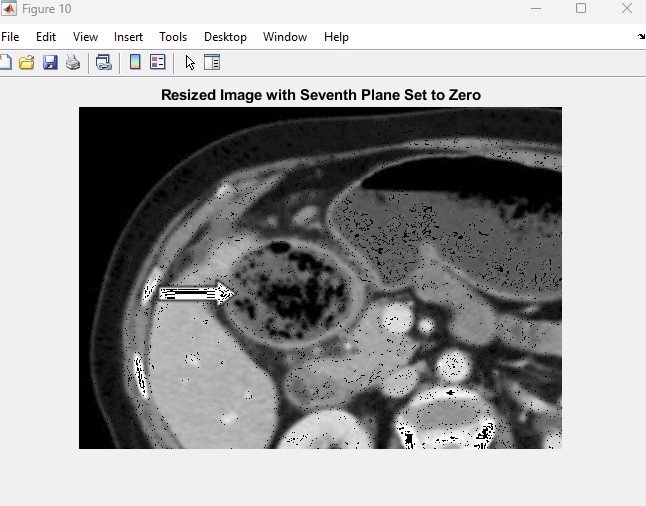 Figure 10
File Edit View Insert Tools Desktop Window Help
Resized Image with Seventh Plane Set to Zero